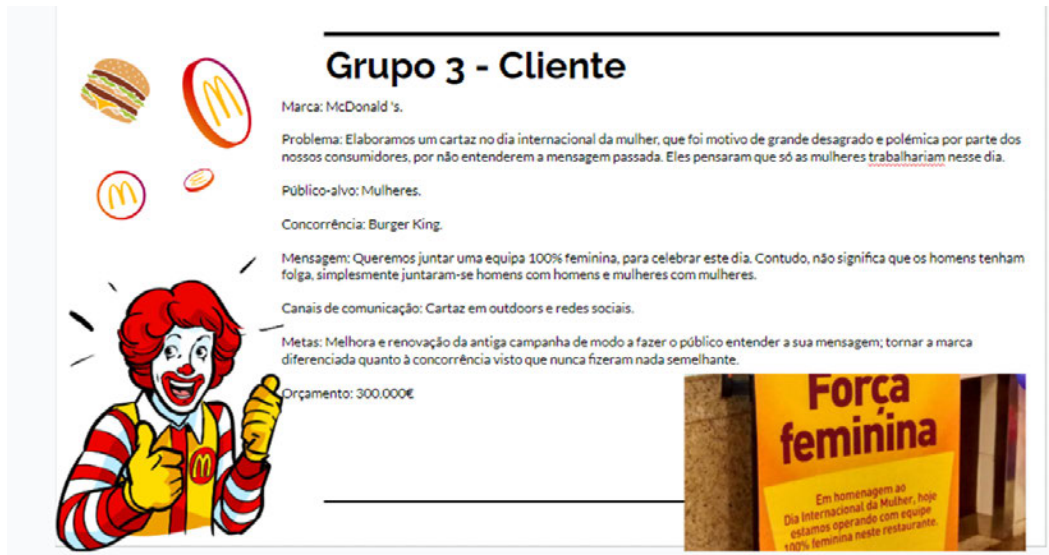 Grupo 3 - Cliente
Marca: McDonald 's.
Problema: Elaboramos um cartaz no dia internacional da mulher, que foi motivo de grande desagrado e polémica por parte dos
nossos consumidores, por não entenderem a mensagem passada. Eles pensaram que só as mulheres trabalhariam nesse dia.
Público-alvo: Mulheres.
Concorrência: Burger King.
Mensagem: Queremos juntar uma equipa 100% feminina, para celebrar este dia. Contudo, não significa que os homens tenham
folga, simplesmente juntaram-se homens com homens e mulheres com mulheres.
Canais de comunicação: Cartaz em outdoors e redes sociais.
Metas: Melhora e renovação da antiga campanha de modo a fazer o público entender a sua mensagem; tornar a marca
diferenciada quanto à concorrência visto que nunca fizeram nada semelhante.
Orçamento: 300.000€
Força
feminina
Em homenagem ao
Dia Internacional da Mulher, hoje
estamos operando com equipe
100% feminina neste restaurante.